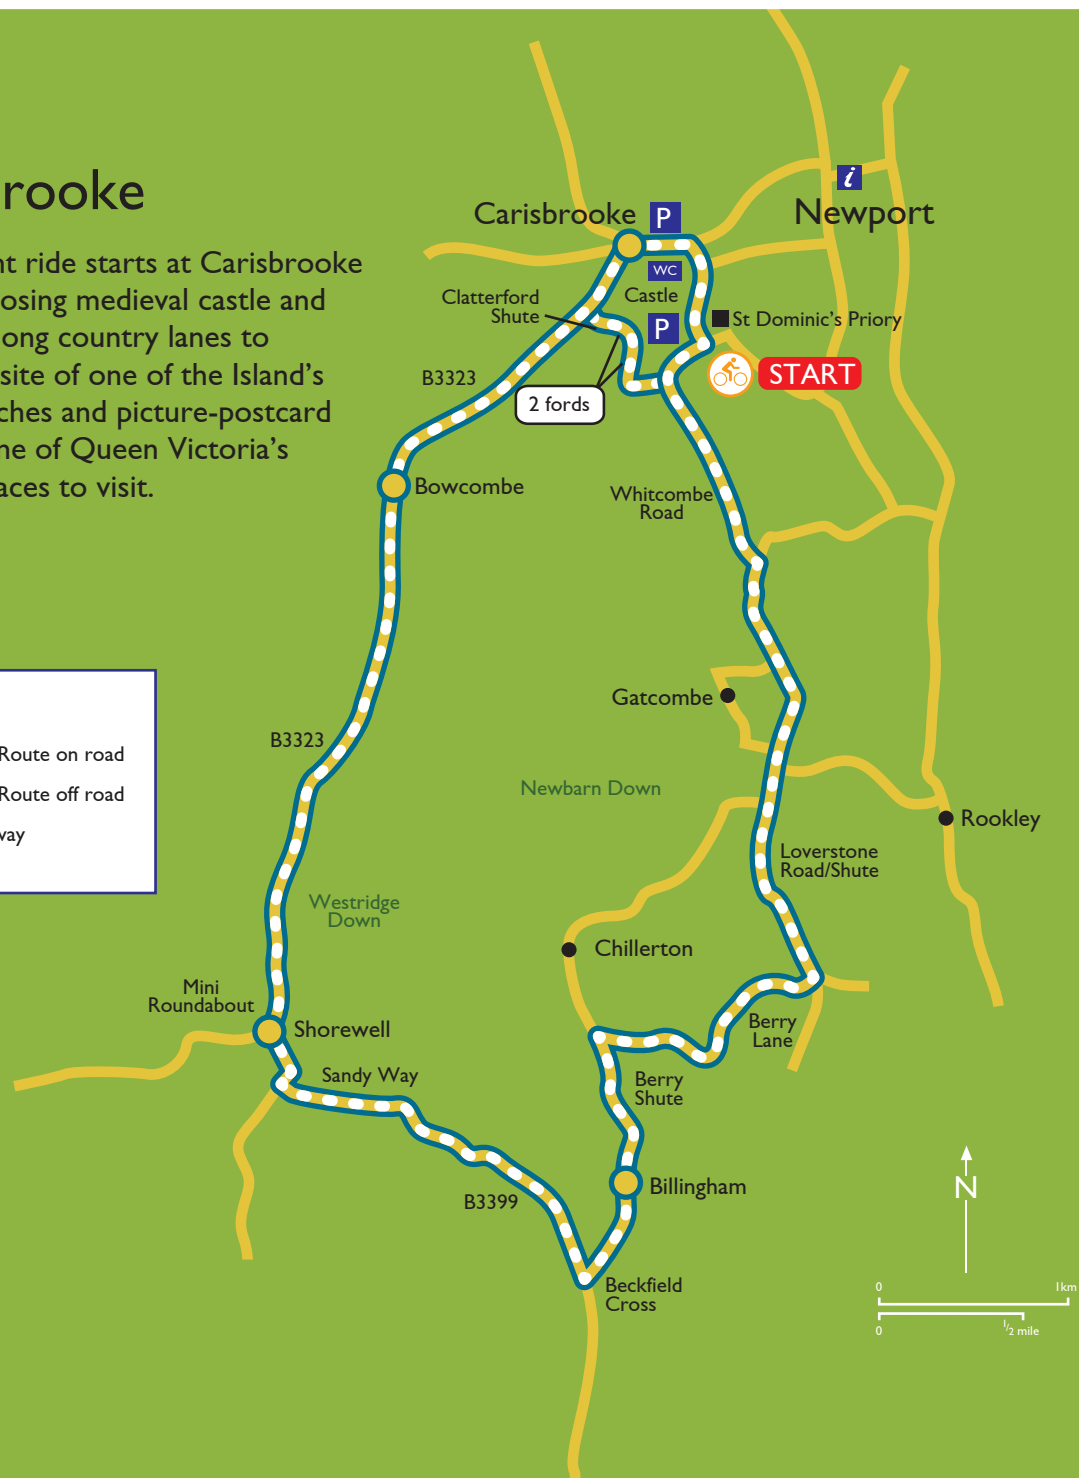 rooke
nt ride starts at Carisbrooke
osing medieval castle and
ong country lanes to
site of one of the Island's
ches and picture-postcard
ne of Queen Victoria's
aces to visit.
Route on road
Route off road
way
i
Newport
Carisbrooke
P
WC
Castle
Clatterford
Shute
P
St Dominic's Priory
START
B3323
2 fords
Bowcombe
Whitcombe
Road
Gatcombe
B3323
Newbarn Down
Rookley
Loverstone
Road/Shute
Westridge
Down
Chillerton
Mini
Roundabout
Shorewell
Berry
Lane
Sandy Way
Berry
Shute
Billingham
B3399
N
Beckfield
Cross
0 1km
0 1/2 mile